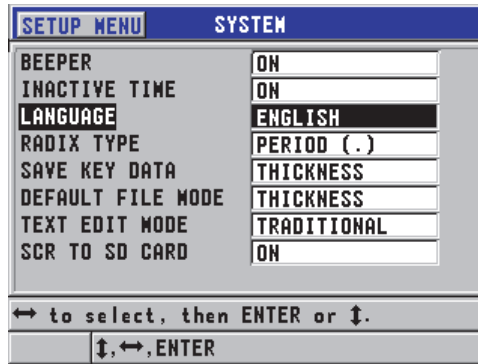 SETUP MENU SYSTEM
BEEPER ON
INACTIVE TIME ON
LANGUAGE ENGLISH
RADIX TYPE PERIOD (.)
SAVE KEY DATA THICKNESS
DEFAULT FILE MODE THICKNESS
TEXT EDIT MODE TRADITIONAL
SCR TO SD CARD ON
↔ to select, then ENTER or ↕.
↕,↔,ENTER